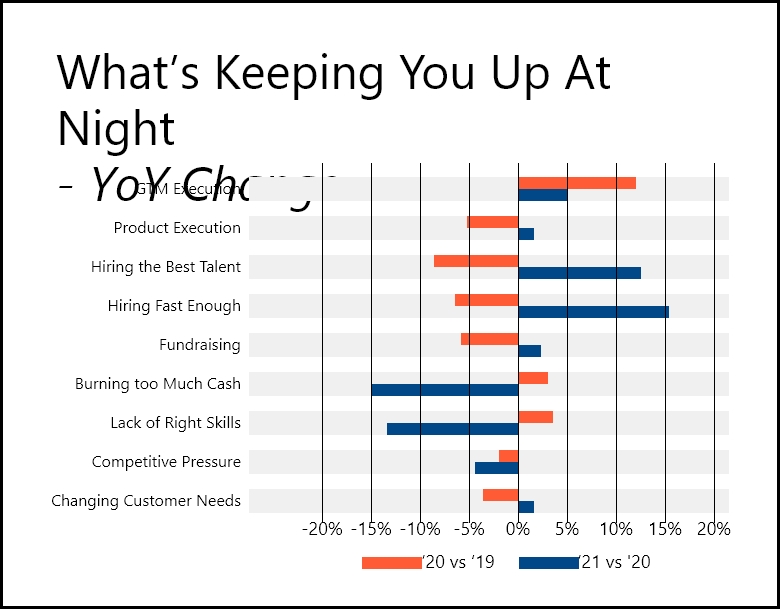 What’s Keeping You Up At
Night
- YoY Change
GTM Execution
Product Execution
Hiring the Best Talent
Hiring Fast Enough
Fundraising
Burning too Much Cash
Lack of Right Skills
Competitive Pressure
Changing Customer Needs
-20% -15% -10% -5% 0% 5% 10% 15% 20%
‘20 vs ‘19 ‘21 vs '20